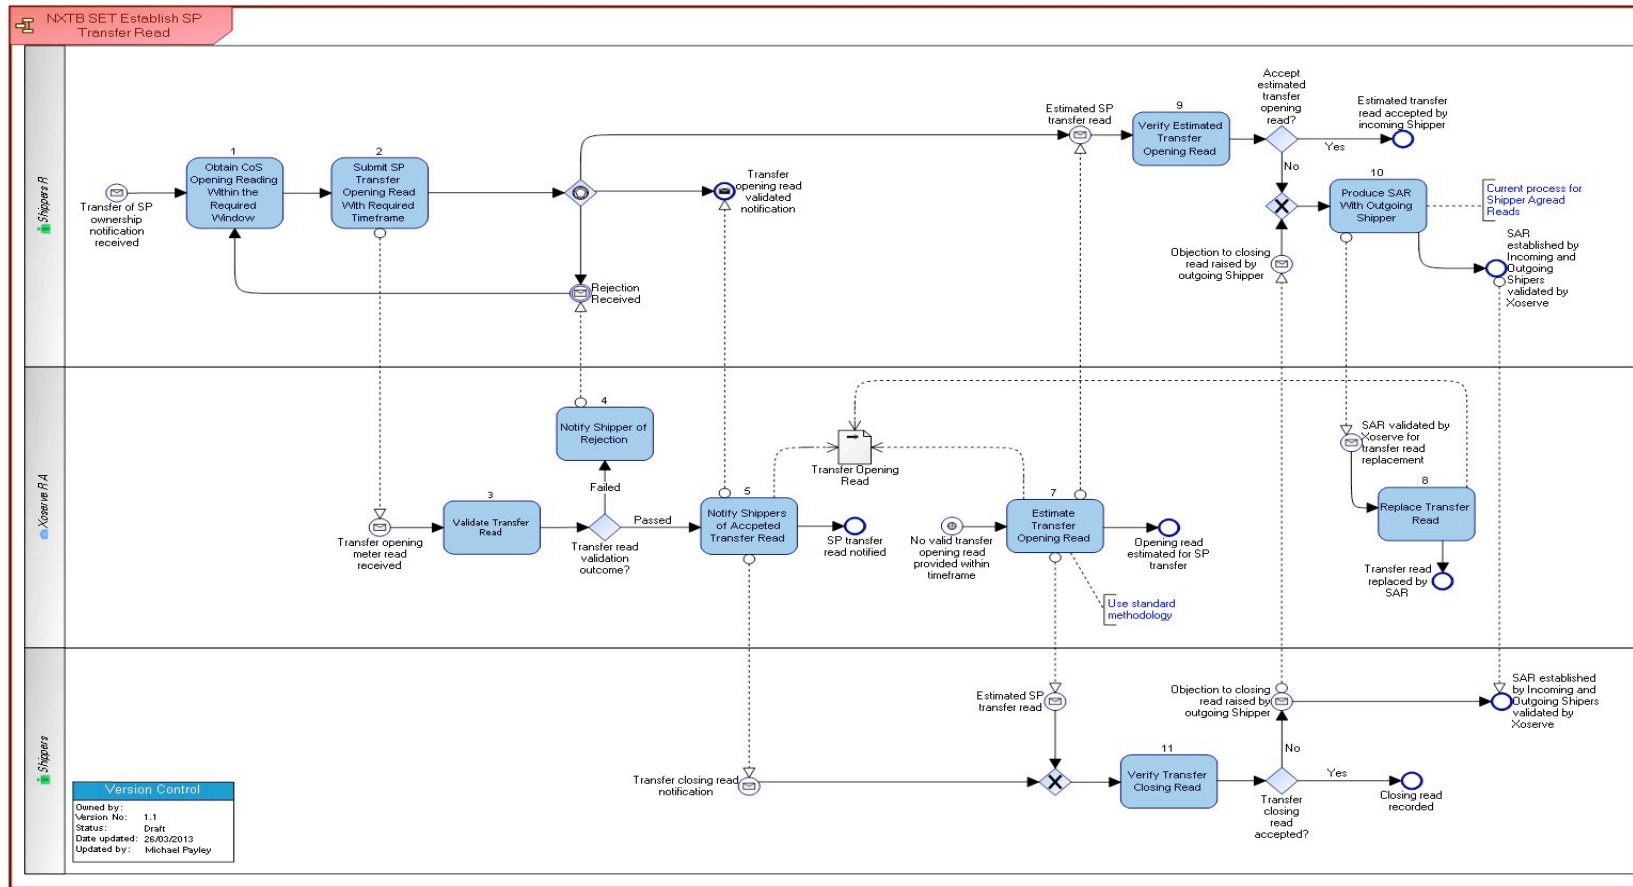 NXTB SET Establish SP
Transfer Read
Shippers R
Transfer of SP
ownership
notification
received
1
Obtain CoS
Opening Reading
Within the
Required
Window
2
Submit SP
Transfer
Opening Read
With Required
Timeframe
Transfer
opening read
validated
notification
Rejection
Received
Estimated SP
transfer read
9
Verify Estimated
Transfer
Opening Read
Accept
estimated
transfer
opening
read?
Yes
No
Estimated transfer
read accepted by
incoming Shipper
10
Produce SAR
With Outgoing
Shipper
Current process for
Shipper Agread
Reads
Objection to closing
read raised by
outgoing Shipper
SAR
established by
Incoming and
Outgoing
Shipers
validated by
Xoserve
Xoserve R A
4
Notify Shipper of
Rejection
Failed
Transfer opening
meter read
received
3
Validate Transfer
Read
Transfer read
validation
outcome?
Passed
5
Notify Shippers
of Accpeted
Transfer Read
SP transfer
read notified
Transfer Opening
Read
No valid transfer
opening read
provided within
timeframe
7
Estimate
Transfer
Opening Read
Opening read
estimated for SP
transfer
Use standard
methodology
SAR validated by
Xoserve for
transfer read
replacement
8
Replace Transfer
Read
Transfer read
replaced by
SAR
Shippers
Estimated SP
transfer read
Transfer closing read
notification
11
Verify Transfer
Closing Read
Objection to closing
read raised by
outgoing Shipper
No
Yes
Transfer
closing
read
accepted?
Closing read
recorded
SAR established
by Incoming and
Outgoing Shipers
validated by
Xoserve
Version Control
Owned by:
Version No: 1.1
Status: Draft
Date updated: 26/03/2013
Updated by: Michael Payley